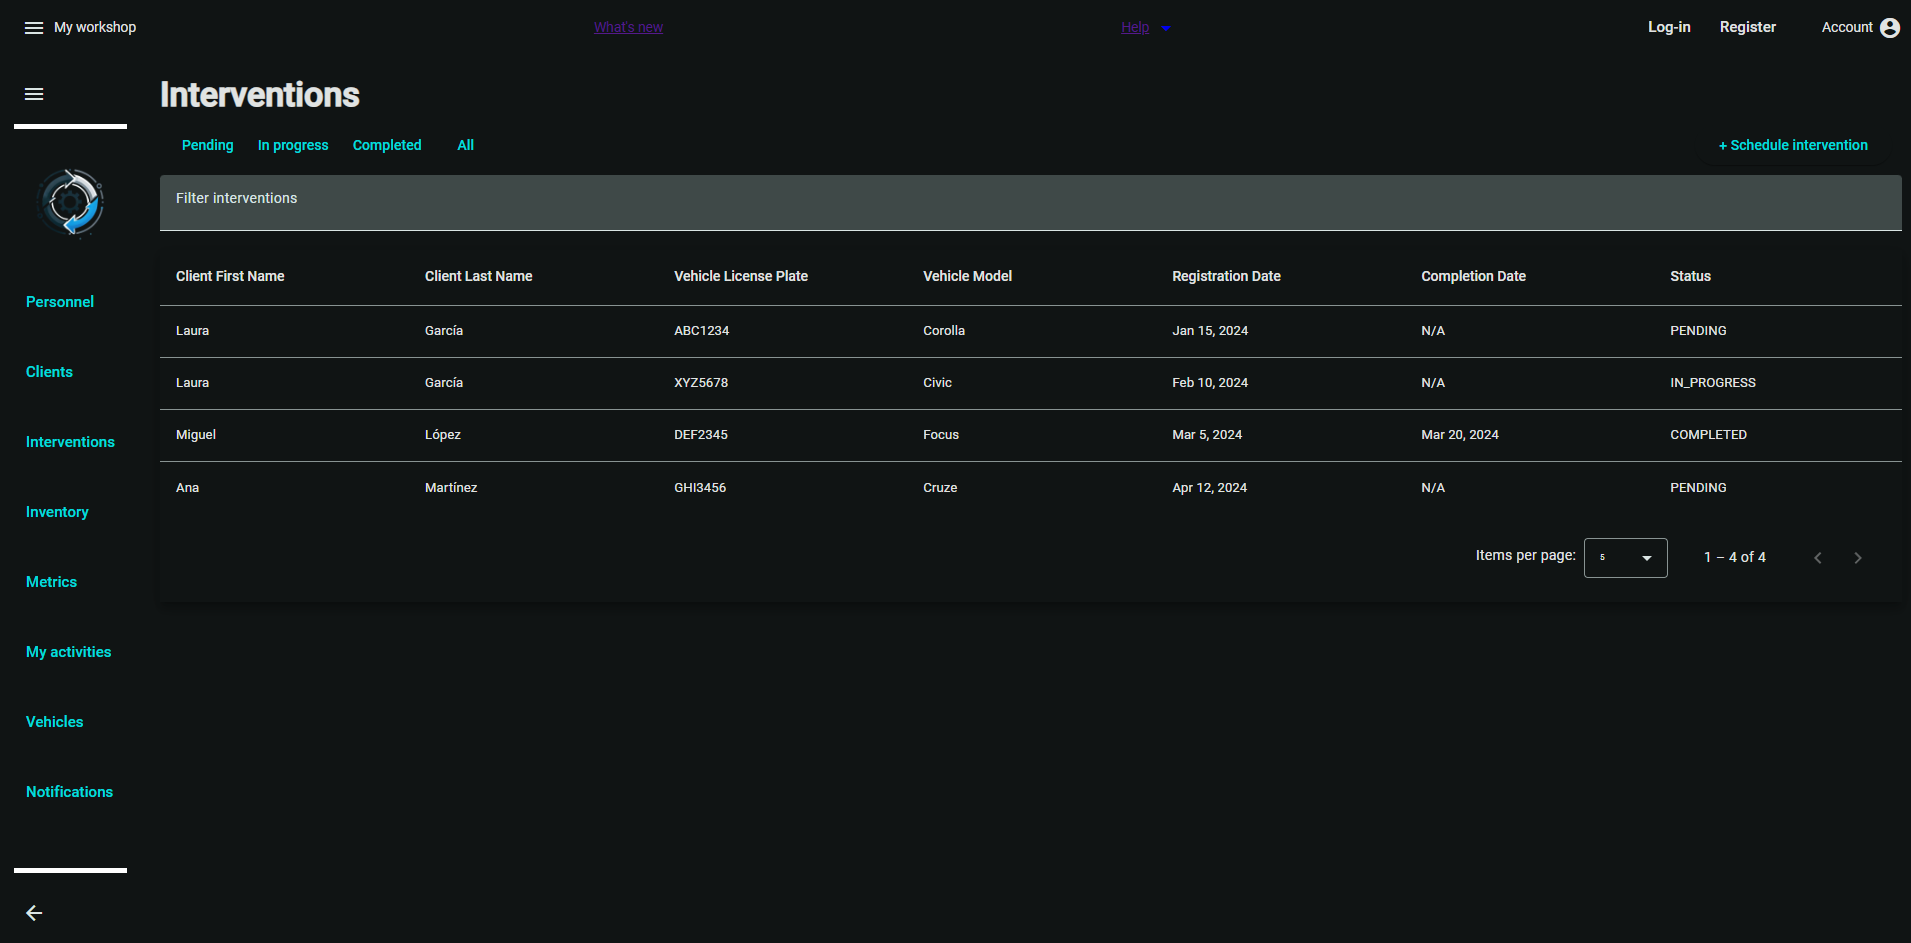 My workshop What's new Help Log-in Register Account
Interventions
Pending In progress Completed All + Schedule intervention
Filter interventions
Client First Name Client Last Name Vehicle License Plate Vehicle Model Registration Date Completion Date Status
Laura García ABC1234 Corolla Jan 15, 2024 N/A PENDING
Laura García XYZ5678 Civic Feb 10, 2024 N/A IN_PROGRESS
Miguel López DEF2345 Focus Mar 5, 2024 Mar 20, 2024 COMPLETED
Ana Martínez GHI3456 Cruze Apr 12, 2024 N/A PENDING
Items per page: 5 1 – 4 of 4
Personnel
Clients
Interventions
Inventory
Metrics
My activities
Vehicles
Notifications